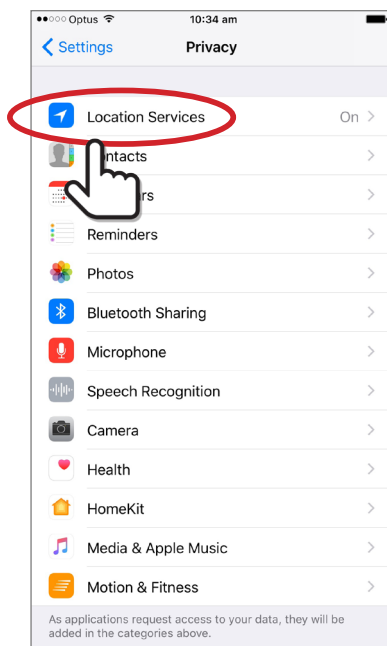 Optus 10:34 am
Settings Privacy
Location Services On
ntacts
rs
Reminders
Photos
Bluetooth Sharing
Microphone
Speech Recognition
Camera
Health
HomeKit
Media & Apple Music
Motion & Fitness
As applications request access to your data, they will be
added in the categories above.